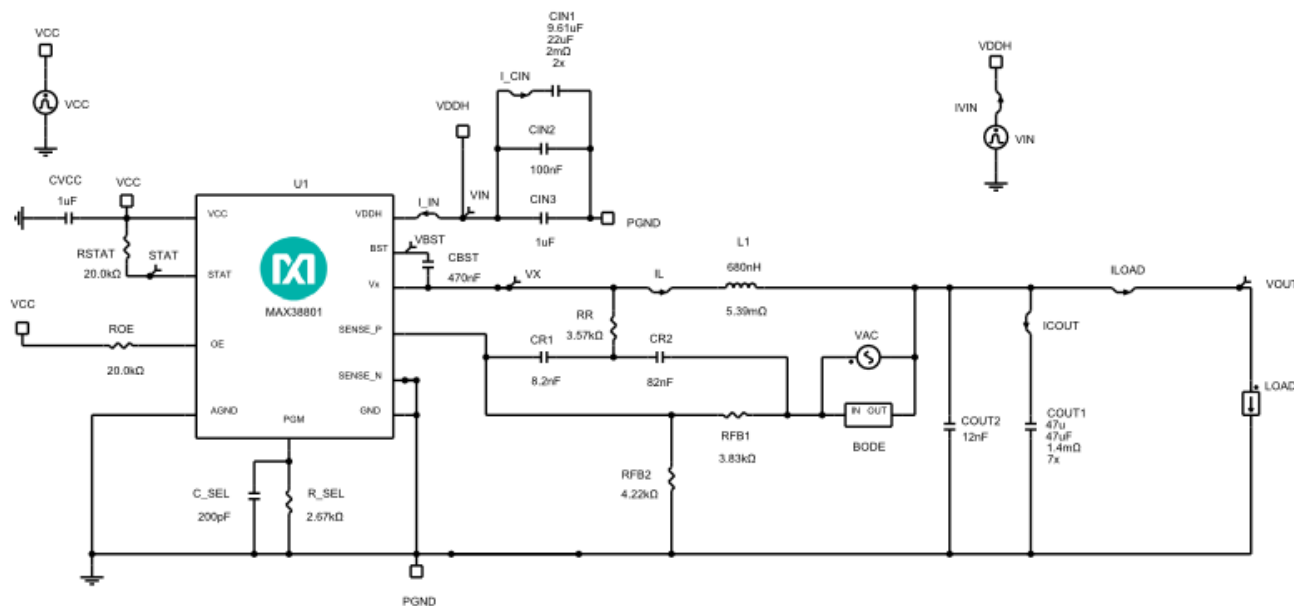 CIN1
9.61uF
22uF
2mΩ
2x
VCC
VDDH
I_CIN
VCC
VDDH
IVIN
VIN
CIN2
100nF
CVCC
1uF
VCC
U1
I_IN
VIN
CIN3
1uF
PGND
VCC
VDDH
RSTAT
20.0kΩ
STAT
STAT
BST
VBST
CBST
470nF
L1
680nH
5.39mΩ
VX
IL
ILOAD
VOUT
Vx
MAX38801
VCC
ROE
20.0kΩ
OE
SENSE_P
RR
3.57kΩ
CR1
8.2nF
CR2
82nF
VAC
ICOUT
SENSE_N
AGND
GND
PGM
IN OUT
BODE
LOAD
RFB1
3.83kΩ
COUT2
12nF
COUT1
47u
47uF
1.4mΩ
7x
RFB2
4.22kΩ
C_SEL
200pF
R_SEL
2.67kΩ
PGND